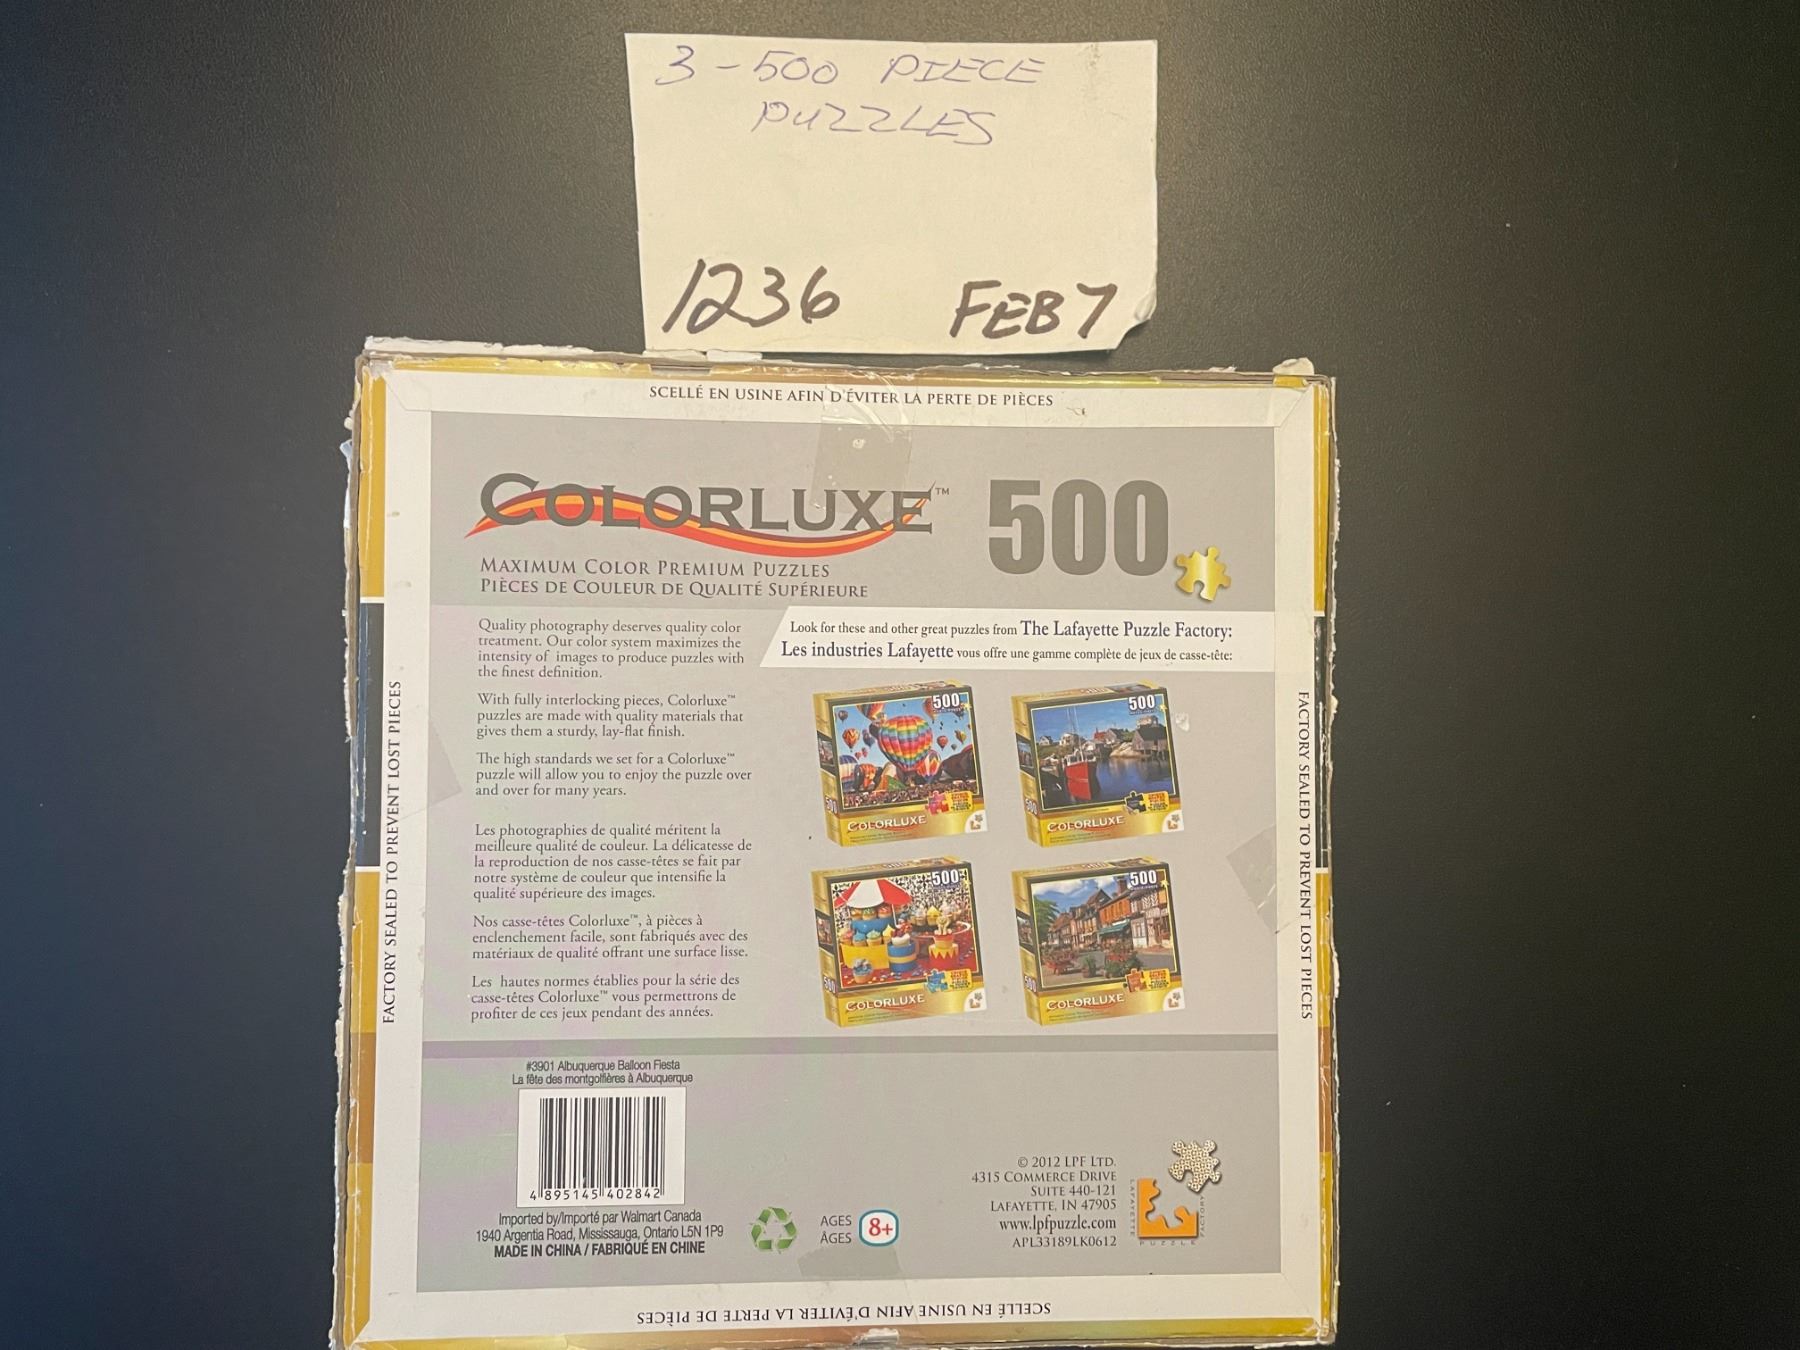 3-500 PIECE
PUZZLES
1236 FEB 7
SCELLÉ EN USINE AFIN D'ÉVITER LA PERTE DE PIÈCES
COLORLUXE™ 500
MAXIMUM COLOR PREMIUM PUZZLES
PIÈCES DE COULEUR DE QUALITÉ SUPÉRIEURE
Quality photography deserves quality color
treatment. Our color system maximizes the
intensity of images to produce puzzles with
the finest definition.
With fully interlocking pieces, Colorluxe™
puzzles are made with quality materials that
gives them a sturdy, lay-flat finish.
The high standards we set for a Colorluxe™
puzzle will allow you to enjoy the puzzle over
and over for many years.
Les photographies de qualité méritent la
meilleure qualité de couleur. La délicatesse de
la reproduction de nos casse-têtes se fait par
notre système de couleur que intensifie la
qualité supérieure des images.
Nos casse-têtes Colorluxe™, à pièces à
enclenchement facile, sont fabriqués avec des
matériaux de qualité offrant une surface lisse.
Les hautes normes établies pour la série des
casse-têtes Colorluxe™ vous permettrons de
profiter de ces jeux pendant des années.
Look for these and other great puzzles from The Lafayette Puzzle Factory:
Les industries Lafayette vous offre une gamme complète de jeux de casse-tête:
500
500
COLORLUXE
500
500
COLORLUXE
500
500
COLORLUXE
500
500
COLORLUXE
FACTORY SEALED TO PREVENT LOST PIECES
FACTORY SEALED TO PREVENT LOST PIECES
#3901 Albuquerque Balloon Fiesta
La fête des montgolfières à Albuquerque
4 895145 402842
Imported by/Importé par Walmart Canada
1940 Argentia Road, Mississauga, Ontario L5N 1P9
MADE IN CHINA / FABRIQUÉ EN CHINE
AGES
ÂGES
8+
© 2012 LPF LTD.
4315 COMMERCE DRIVE
SUITE 440-121
LAFAYETTE, IN 47905
www.lpfpuzzle.com
APL33189LK0612
LAFAYETTE
PUZZLE
FACTORY
SCELLÉ EN USINE AFIN D'ÉVITER LA PERTE DE PIÈCES